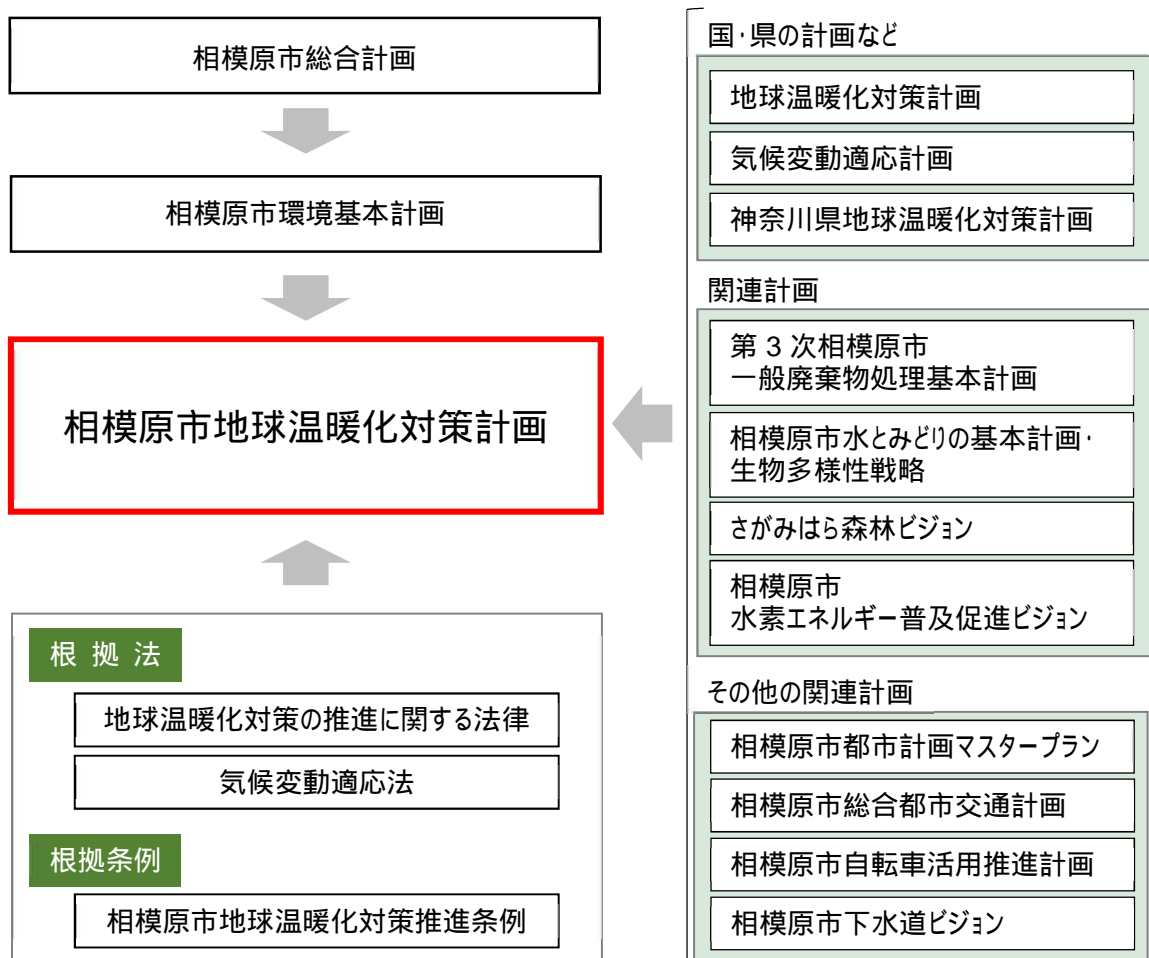 相模原市総合計画
相模原市環境基本計画
相模原市地球温暖化対策計画
根拠法
地球温暖化対策の推進に関する法律
気候変動適応法
根拠条例
相模原市地球温暖化対策推進条例
国・県の計画など
地球温暖化対策計画
気候変動適応計画
神奈川県地球温暖化対策計画
関連計画
第３次相模原市
一般廃棄物処理基本計画
相模原市水とみどりの基本計画・
生物多様性戦略
さがみはら森林ビジョン
相模原市
水素エネルギー普及促進ビジョン
その他の関連計画
相模原市都市計画マスタープラン
相模原市総合都市交通計画
相模原市自転車活用推進計画
相模原市下水道ビジョン